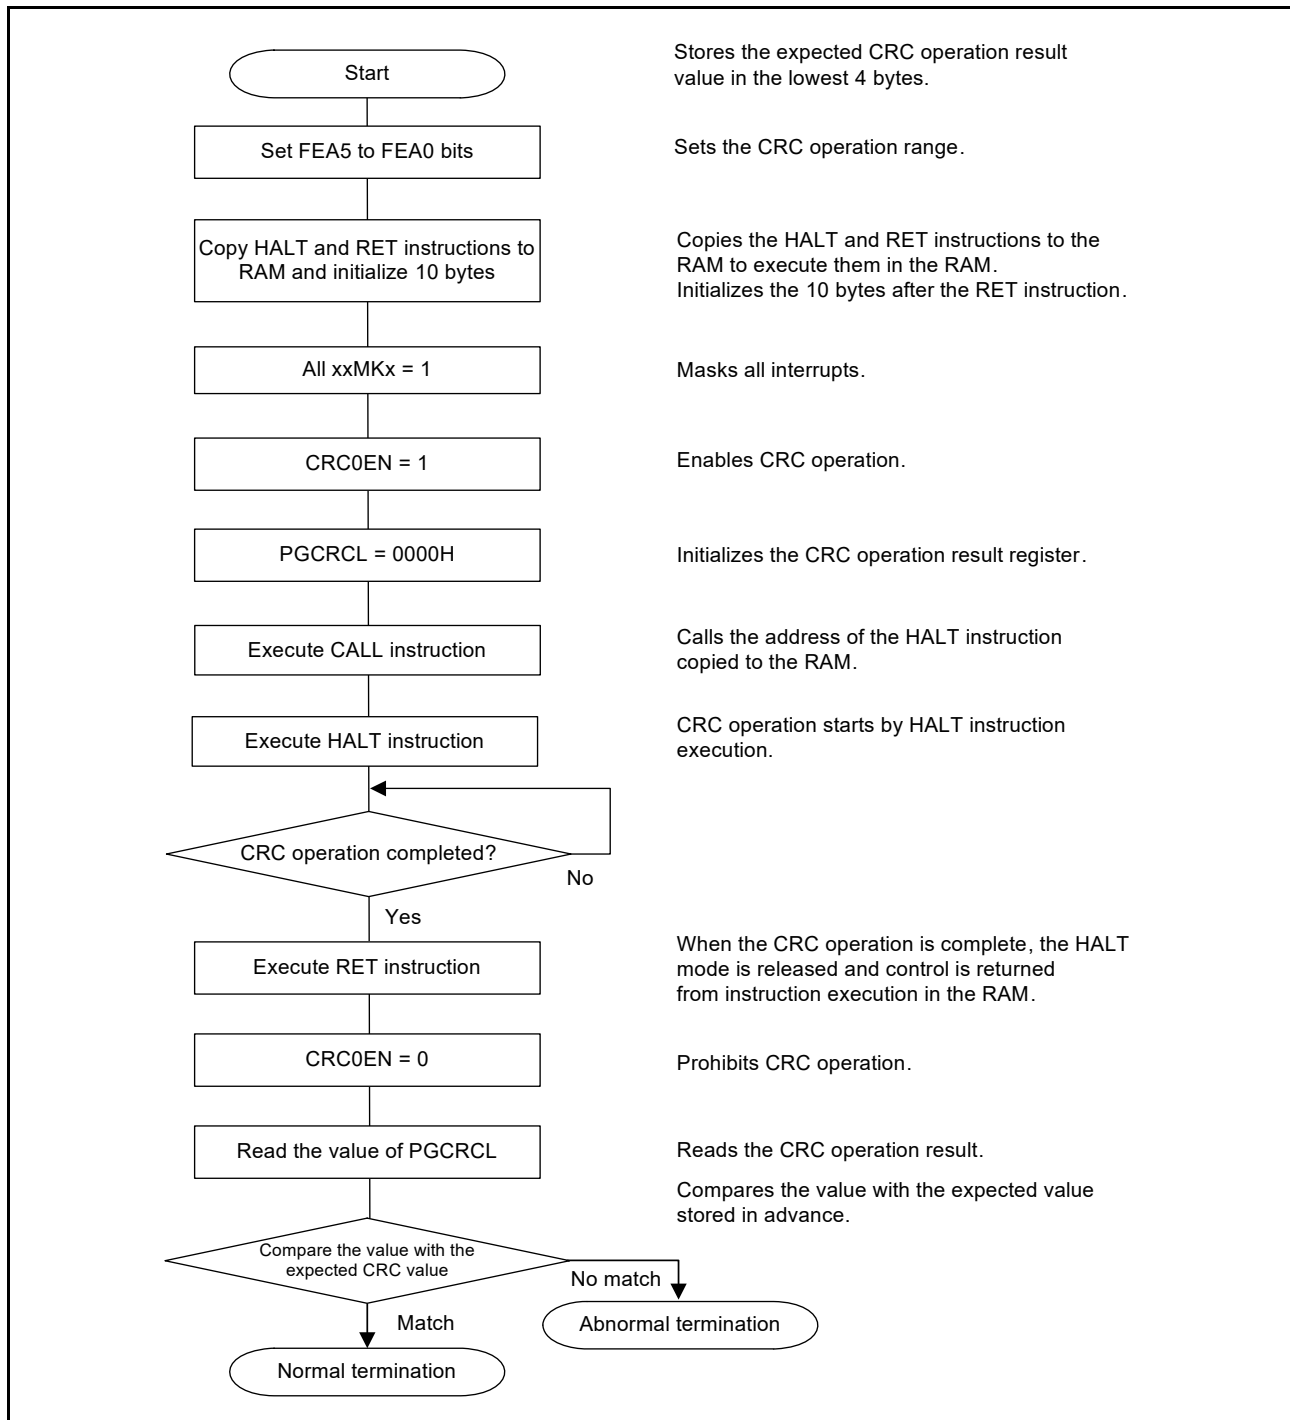 Start
Stores the expected CRC operation result
value in the lowest 4 bytes.
Set FEA5 to FEA0 bits
Sets the CRC operation range.
Copy HALT and RET instructions to
RAM and initialize 10 bytes
Copies the HALT and RET instructions to the
RAM to execute them in the RAM.
Initializes the 10 bytes after the RET instruction.
All xxMKx = 1
Masks all interrupts.
CRC0EN = 1
Enables CRC operation.
PGCRCL = 0000H
Initializes the CRC operation result register.
Execute CALL instruction
Calls the address of the HALT instruction
copied to the RAM.
Execute HALT instruction
CRC operation starts by HALT instruction
execution.
CRC operation completed?
No
Yes
Execute RET instruction
When the CRC operation is complete, the HALT
mode is released and control is returned
from instruction execution in the RAM.
CRC0EN = 0
Prohibits CRC operation.
Read the value of PGCRCL
Reads the CRC operation result.
Compares the value with the expected value
stored in advance.
Compare the value with the
expected CRC value
No match
Match
Abnormal termination
Normal termination